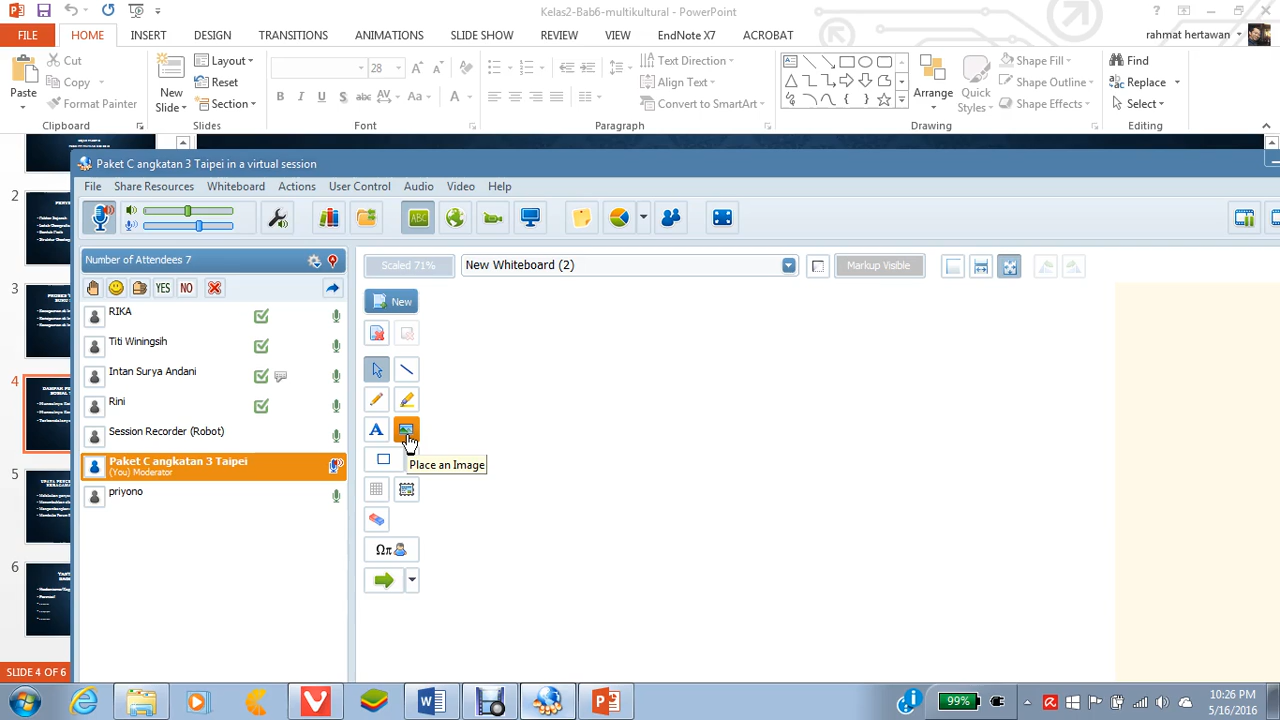 Kelas2-Bab6-multikultural - PowerPoint
FILE HOME INSERT DESIGN TRANSITIONS ANIMATIONS SLIDE SHOW REVIEW VIEW EndNote X7 ACROBAT rahmat hertawan
Paste
Cut
Copy
Format Painter
Clipboard
New Slide
Layout
Reset
Section
Slides
28
B I U S abc AV Aa A
Font
Text Direction
Align Text
Convert to SmartArt
Paragraph
Arrange
Quick Styles
Shape Fill
Shape Outline
Shape Effects
Drawing
Find
Replace
Select
Editing
2
3
4
5
6
Paket C angkatan 3 Taipei in a virtual session
File Share Resources Whiteboard Actions User Control Audio Video Help
ABC
Number of Attendees 7
YES NO
RIKA
Titi Winingsih
Intan Surya Andani
Rini
Session Recorder (Robot)
Paket C angkatan 3 Taipei
(You) Moderator
priyono
Scaled 71% New Whiteboard (2) Markup Visible
New
A
Place an Image
Ωπ
SLIDE 4 OF 6
99%
10:26 PM
5/16/2016